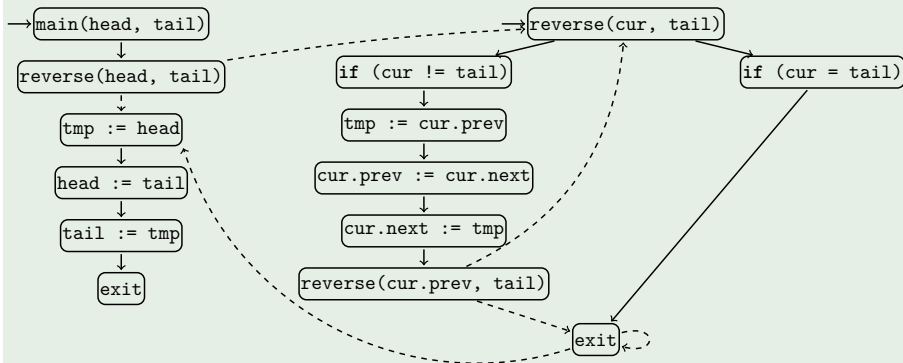 main(head, tail)
reverse(head, tail)
tmp := head
head := tail
tail := tmp
exit
reverse(cur, tail)
if (cur != tail)
tmp := cur.prev
cur.prev := cur.next
cur.next := tmp
reverse(cur.prev, tail)
if (cur = tail)
exit